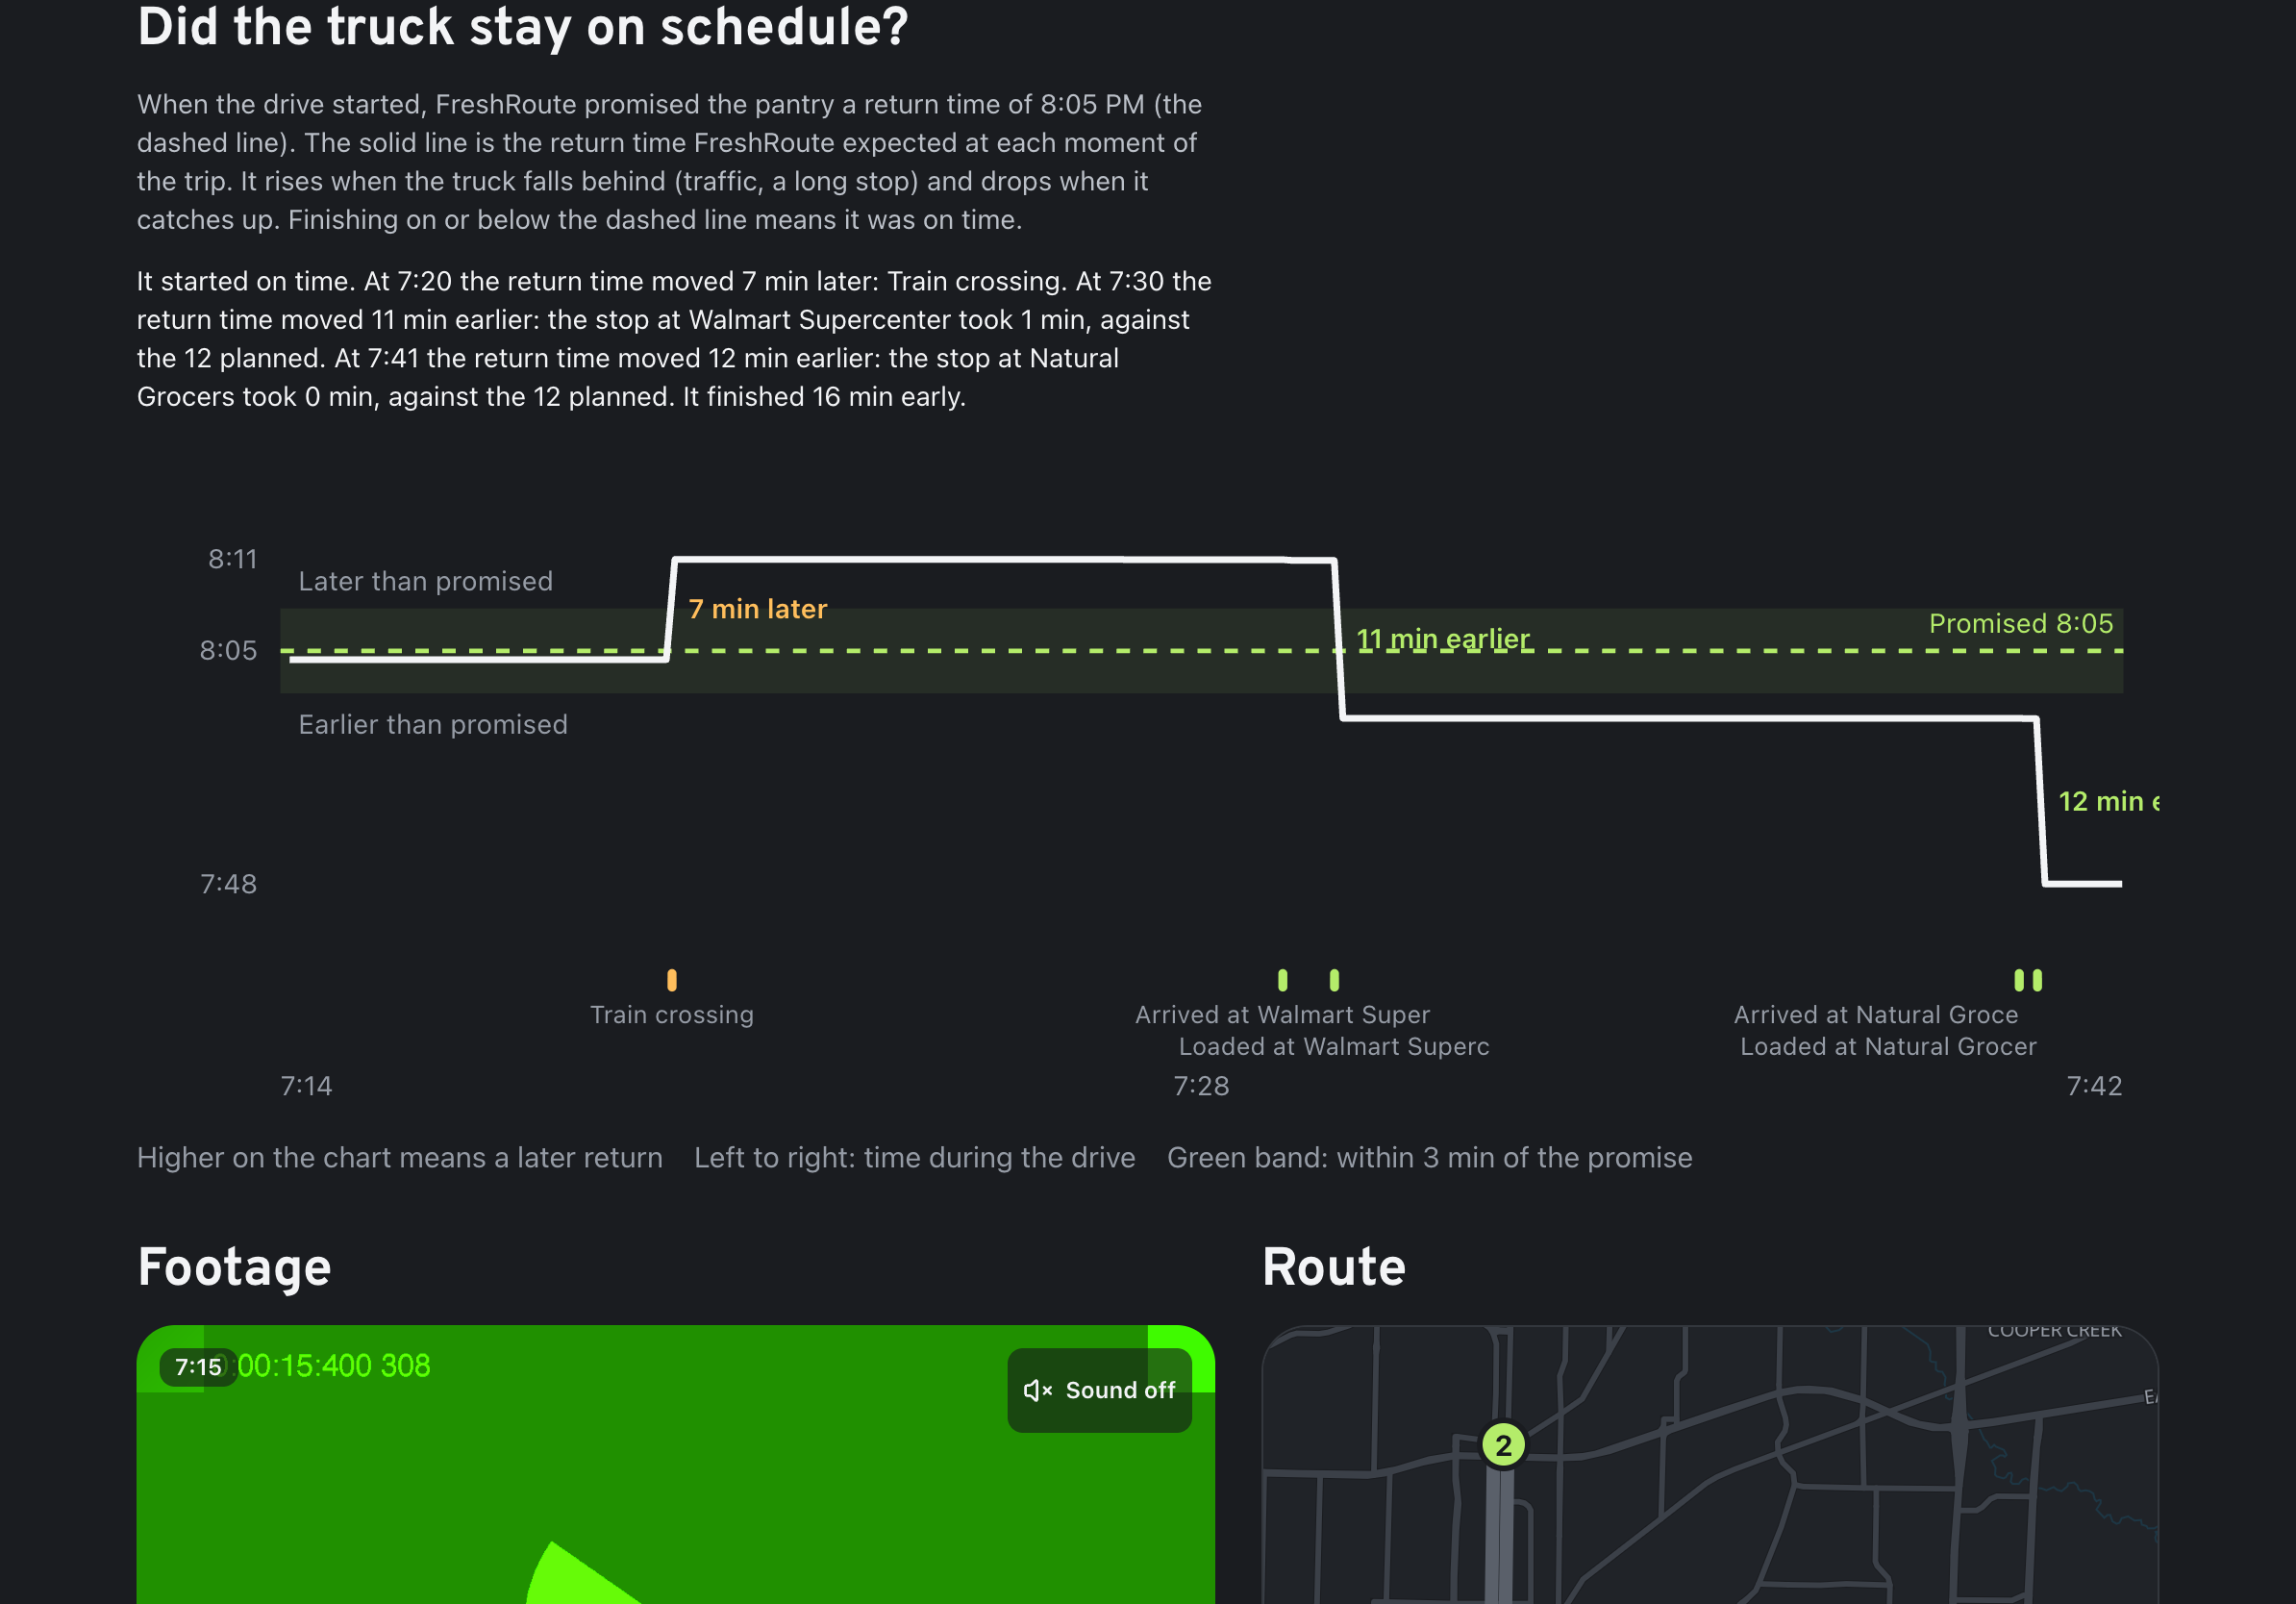 Did the truck stay on schedule?
When the drive started, FreshRoute promised the pantry a return time of 8:05 PM (the
dashed line). The solid line is the return time FreshRoute expected at each moment of
the trip. It rises when the truck falls behind (traffic, a long stop) and drops when it
catches up. Finishing on or below the dashed line means it was on time.
It started on time. At 7:20 the return time moved 7 min later: Train crossing. At 7:30 the
return time moved 11 min earlier: the stop at Walmart Supercenter took 1 min, against
the 12 planned. At 7:41 the return time moved 12 min earlier: the stop at Natural
Grocers took 0 min, against the 12 planned. It finished 16 min early.
8:11
Later than promised
7 min later
Promised 8:05
8:05
11 min earlier
Earlier than promised
12 min
7:48
Train crossing
Arrived at Walmart Super
Arrived at Natural Groce
Loaded at Walmart Superc
Loaded at Natural Grocer
7:14
7:28
7:42
Higher on the chart means a later return
Left to right: time during the drive
Green band: within 3 min of the promise
Footage
Route
7:15
:00:15:400 308
Sound off
COOPER CREEK
2